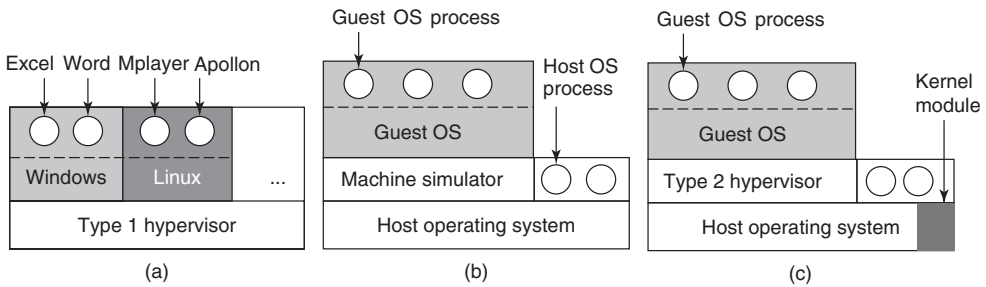 Excel Word Mplayer Apollon
Windows
Linux
...
Type 1 hypervisor
(a)
Guest OS process
Host OS
process
Guest OS
Machine simulator
Host operating system
(b)
Guest OS process
Kernel
module
Guest OS
Type 2 hypervisor
Host operating system
(c)